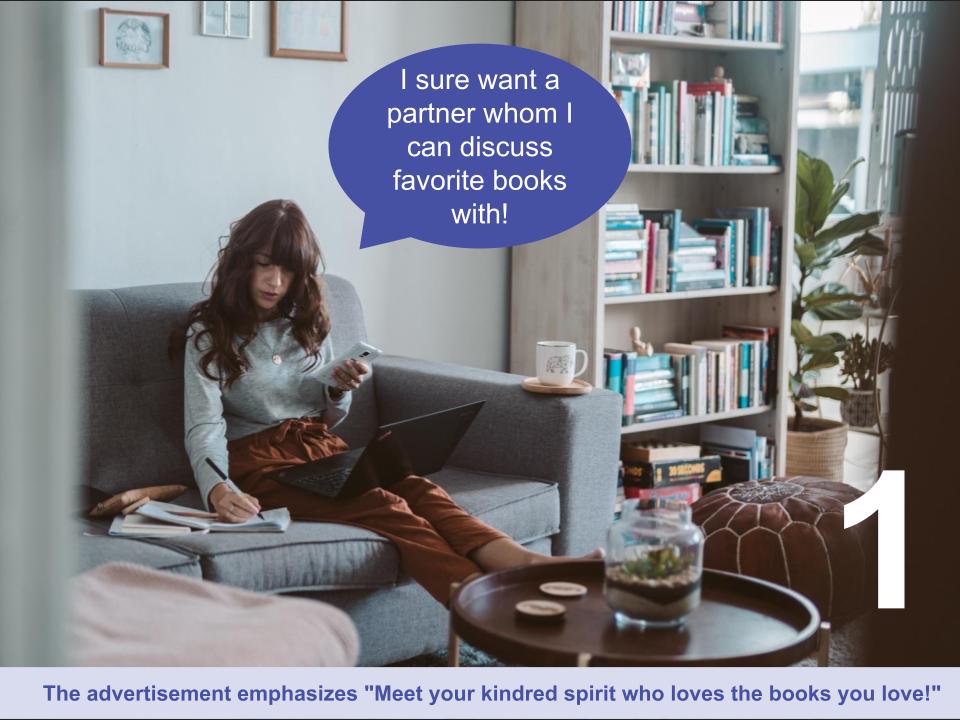 I sure want a
partner whom I
can discuss
favorite books
with!
1
The advertisement emphasizes "Meet your kindred spirit who loves the books you love!"